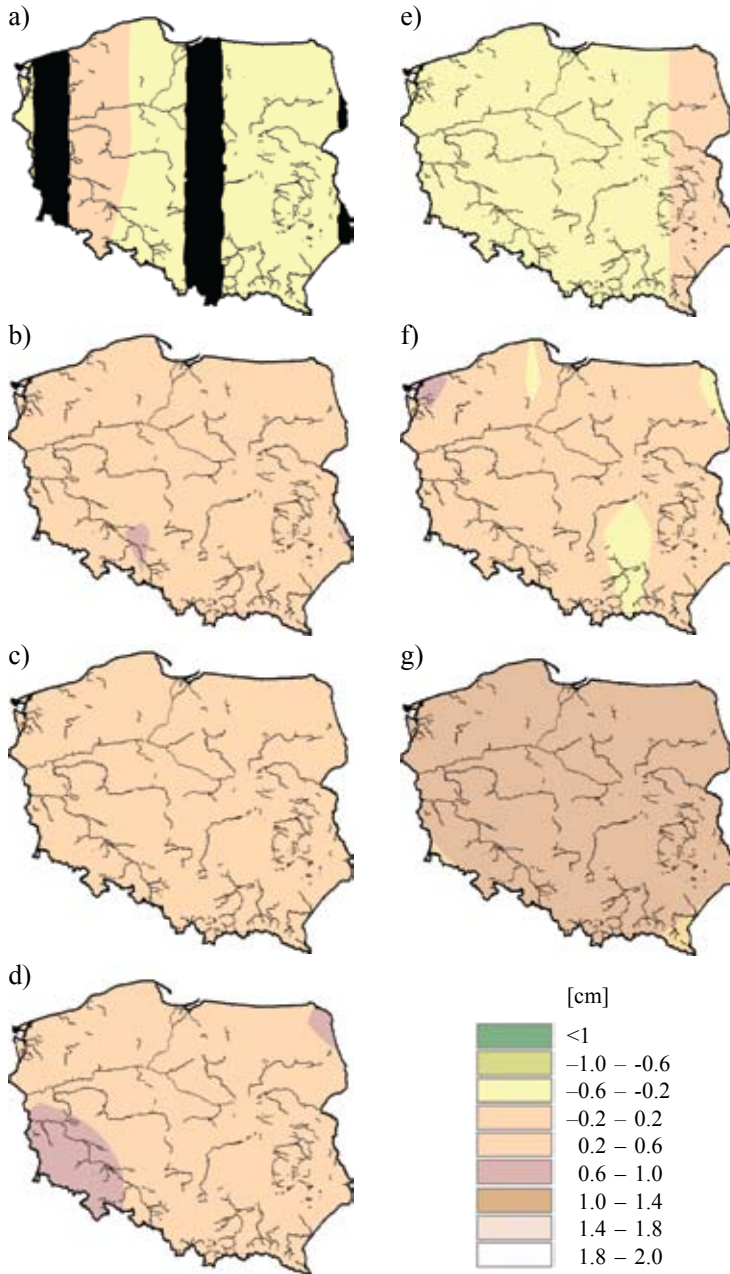 a)
e)
b)
f)
c)
g)
d)
[cm]
<1
–1.0 – -0.6
–0.6 – -0.2
–0.2 – 0.2
0.2 – 0.6
0.6 – 1.0
1.0 – 1.4
1.4 – 1.8
1.8 – 2.0